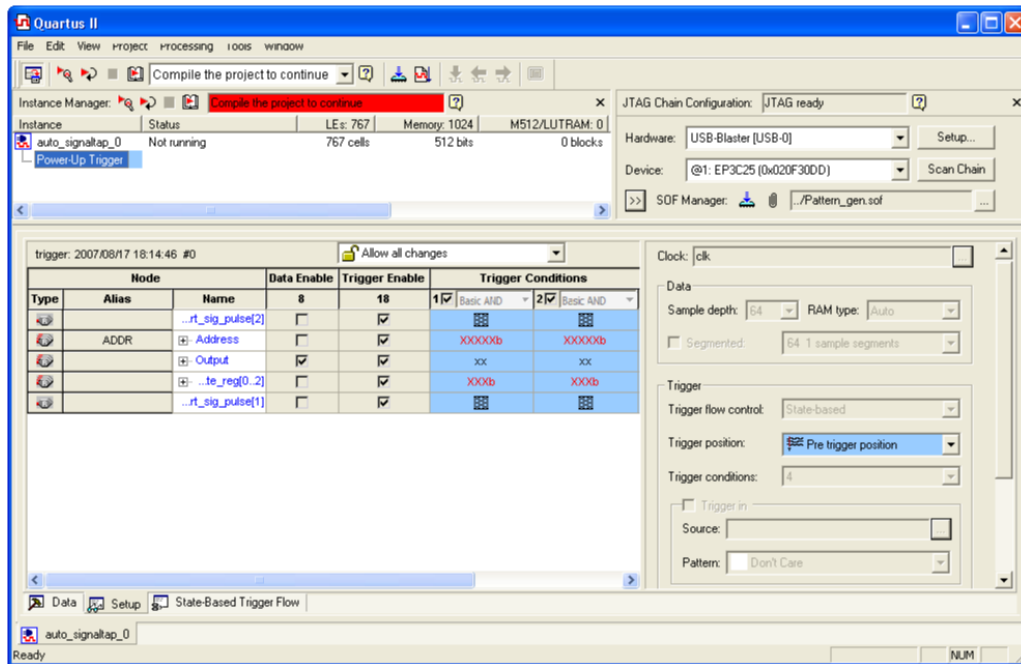 Quartus II
File Edit View Project Processing Tools Window
Compile the project to continue
Instance Manager: Compile the project to continue
Instance Status LEs: 767 Memory: 1024 M512/LUTRAM: 0
auto_signaltap_0 Not running 767 cells 512 bits 0 blocks
Power-Up Trigger
JTAG Chain Configuration: JTAG ready
Hardware: USB-Blaster [USB-0] Setup...
Device: @1: EP3C25 (0x020F30DD) Scan Chain
>> SOF Manager: ../Pattern_gen.sof ...
trigger: 2007/08/17 18:14:46 #0 Allow all changes
Node Data Enable Trigger Enable Trigger Conditions
Type Alias Name 8 18 1 Basic AND 2 Basic AND
...rt_sig_pulse[2]
ADDR Address XXXXXb XXXXXb
Output XX XX
...te_reg[0..2] XXXb XXXb
...rt_sig_pulse[1]
Clock: clk ...
Data
Sample depth: 64 RAM type: Auto
Segmented: 64 1 sample segments
Trigger
Trigger flow control: State-based
Trigger position: Pre trigger position
Trigger conditions: 4
Trigger in
Source: ...
Pattern: Don't Care
Data Setup State-Based Trigger Flow
auto_signaltap_0
Ready NUM